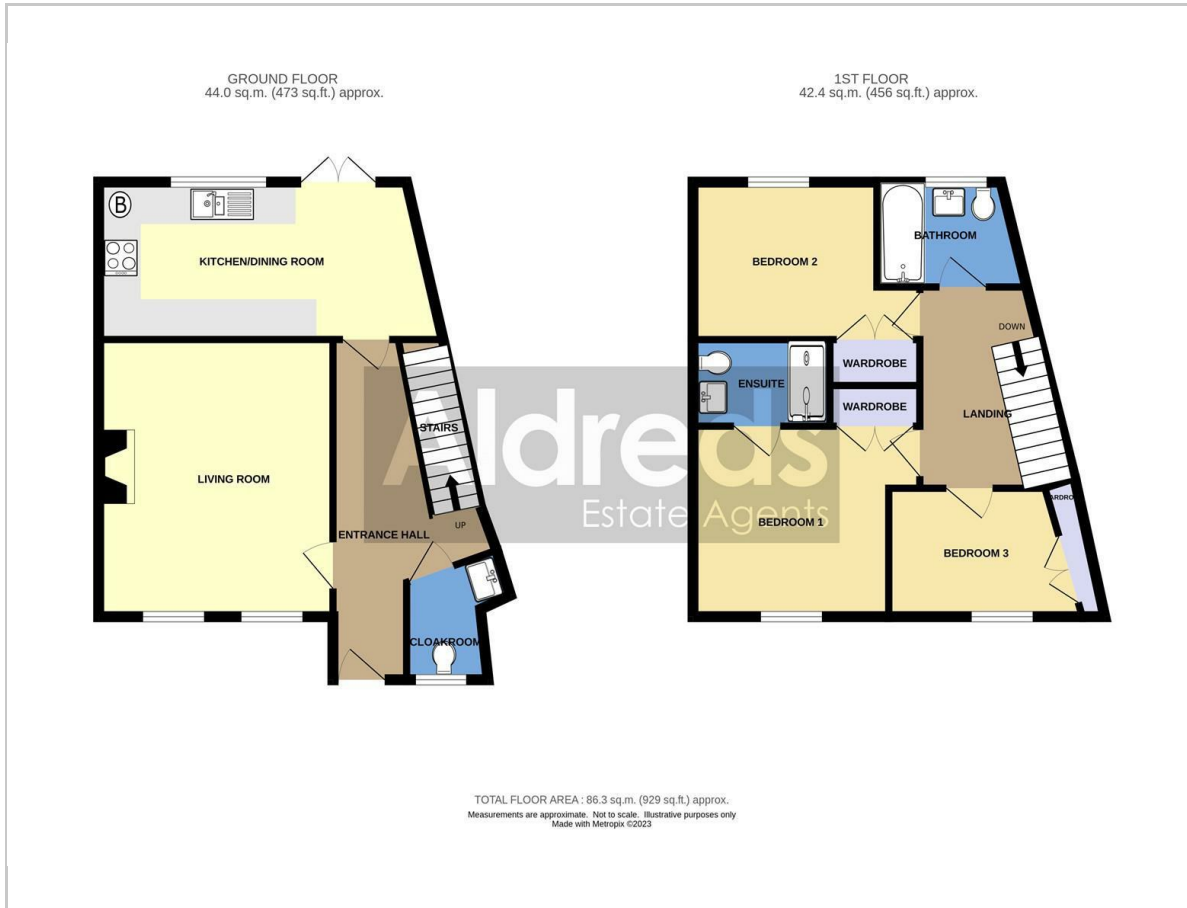 GROUND FLOOR
44.0 sq.m. (473 sq.ft.) approx.
1ST FLOOR
42.4 sq.m. (456 sq.ft.) approx.
B
KITCHEN/DINING ROOM
LIVING ROOM
STAIRS
UP
ENTRANCE HALL
CLOAKROOM
BEDROOM 2
BATHROOM
DOWN
WARDROBE
ENSUITE
WARDROBE
LANDING
BEDROOM 1
BEDROOM 3
Aldreds
Estate Agents
TOTAL FLOOR AREA : 86.3 sq.m. (929 sq.ft.) approx.
Measurements are approximate. Not to scale. Illustrative purposes only
Made with Metropix ©2023